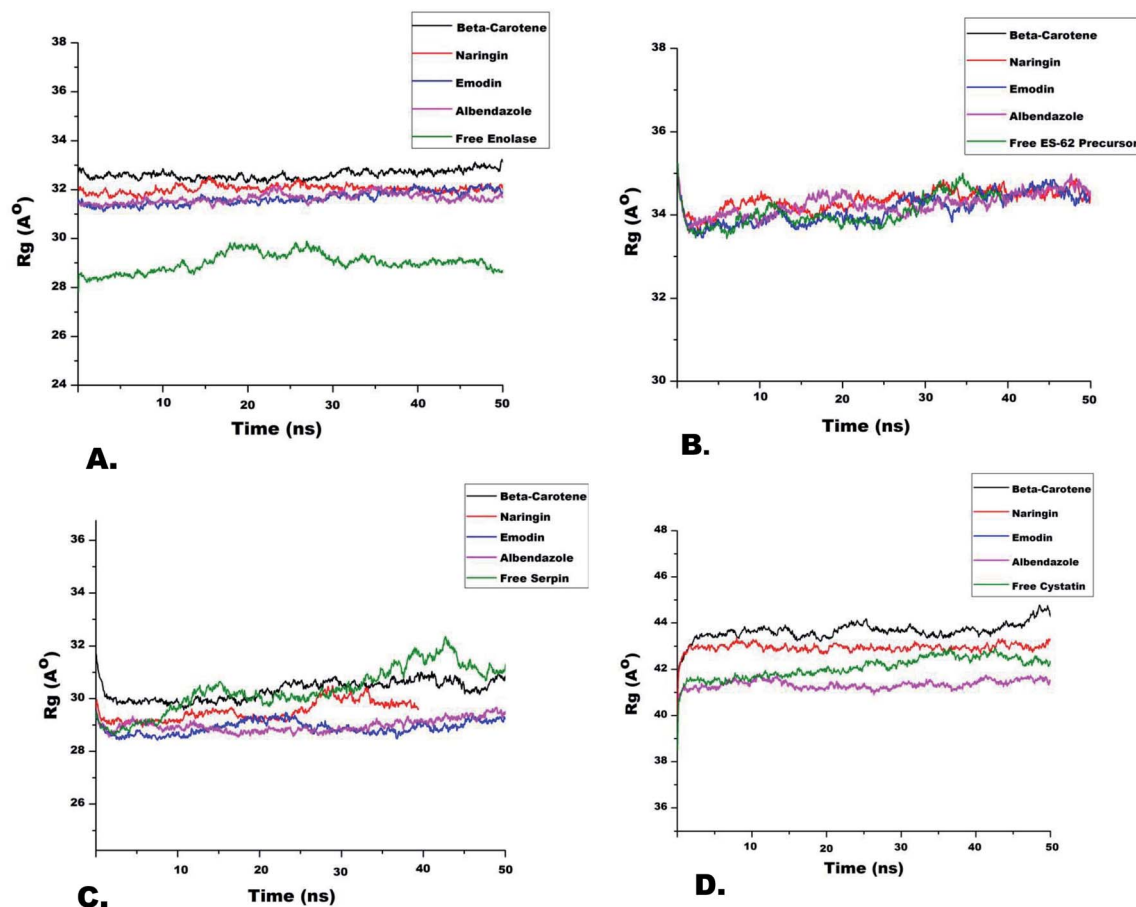 Beta-Carotene
Naringin
Emodin
Albendazole
Free Enolase
38
36
34
32
30
28
26
24
Rg (A°)
10
20
30
40
50
Time (ns)
A.
Beta-Carotene
Naringin
Emodin
Albendazole
Free ES-62 Precursor
38
36
34
32
30
Rg (A°)
10
20
30
40
50
Time (ns)
B.
Beta-Carotene
Naringin
Emodin
Albendazole
Free Serpin
36
34
32
30
28
26
Rg (A°)
0
10
20
30
40
50
Time (ns)
C.
Beta-Carotene
Naringin
Emodin
Albendazole
Free Cystatin
48
46
44
42
40
38
36
Rg (A°)
0
10
20
30
40
50
Time (ns)
D.